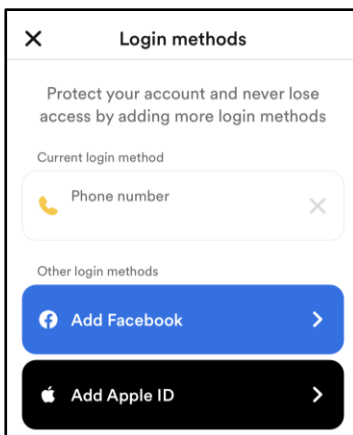 Login methods
Protect your account and never lose
access by adding more login methods
Current login method
Phone number
Other login methods
Add Facebook
Add Apple ID